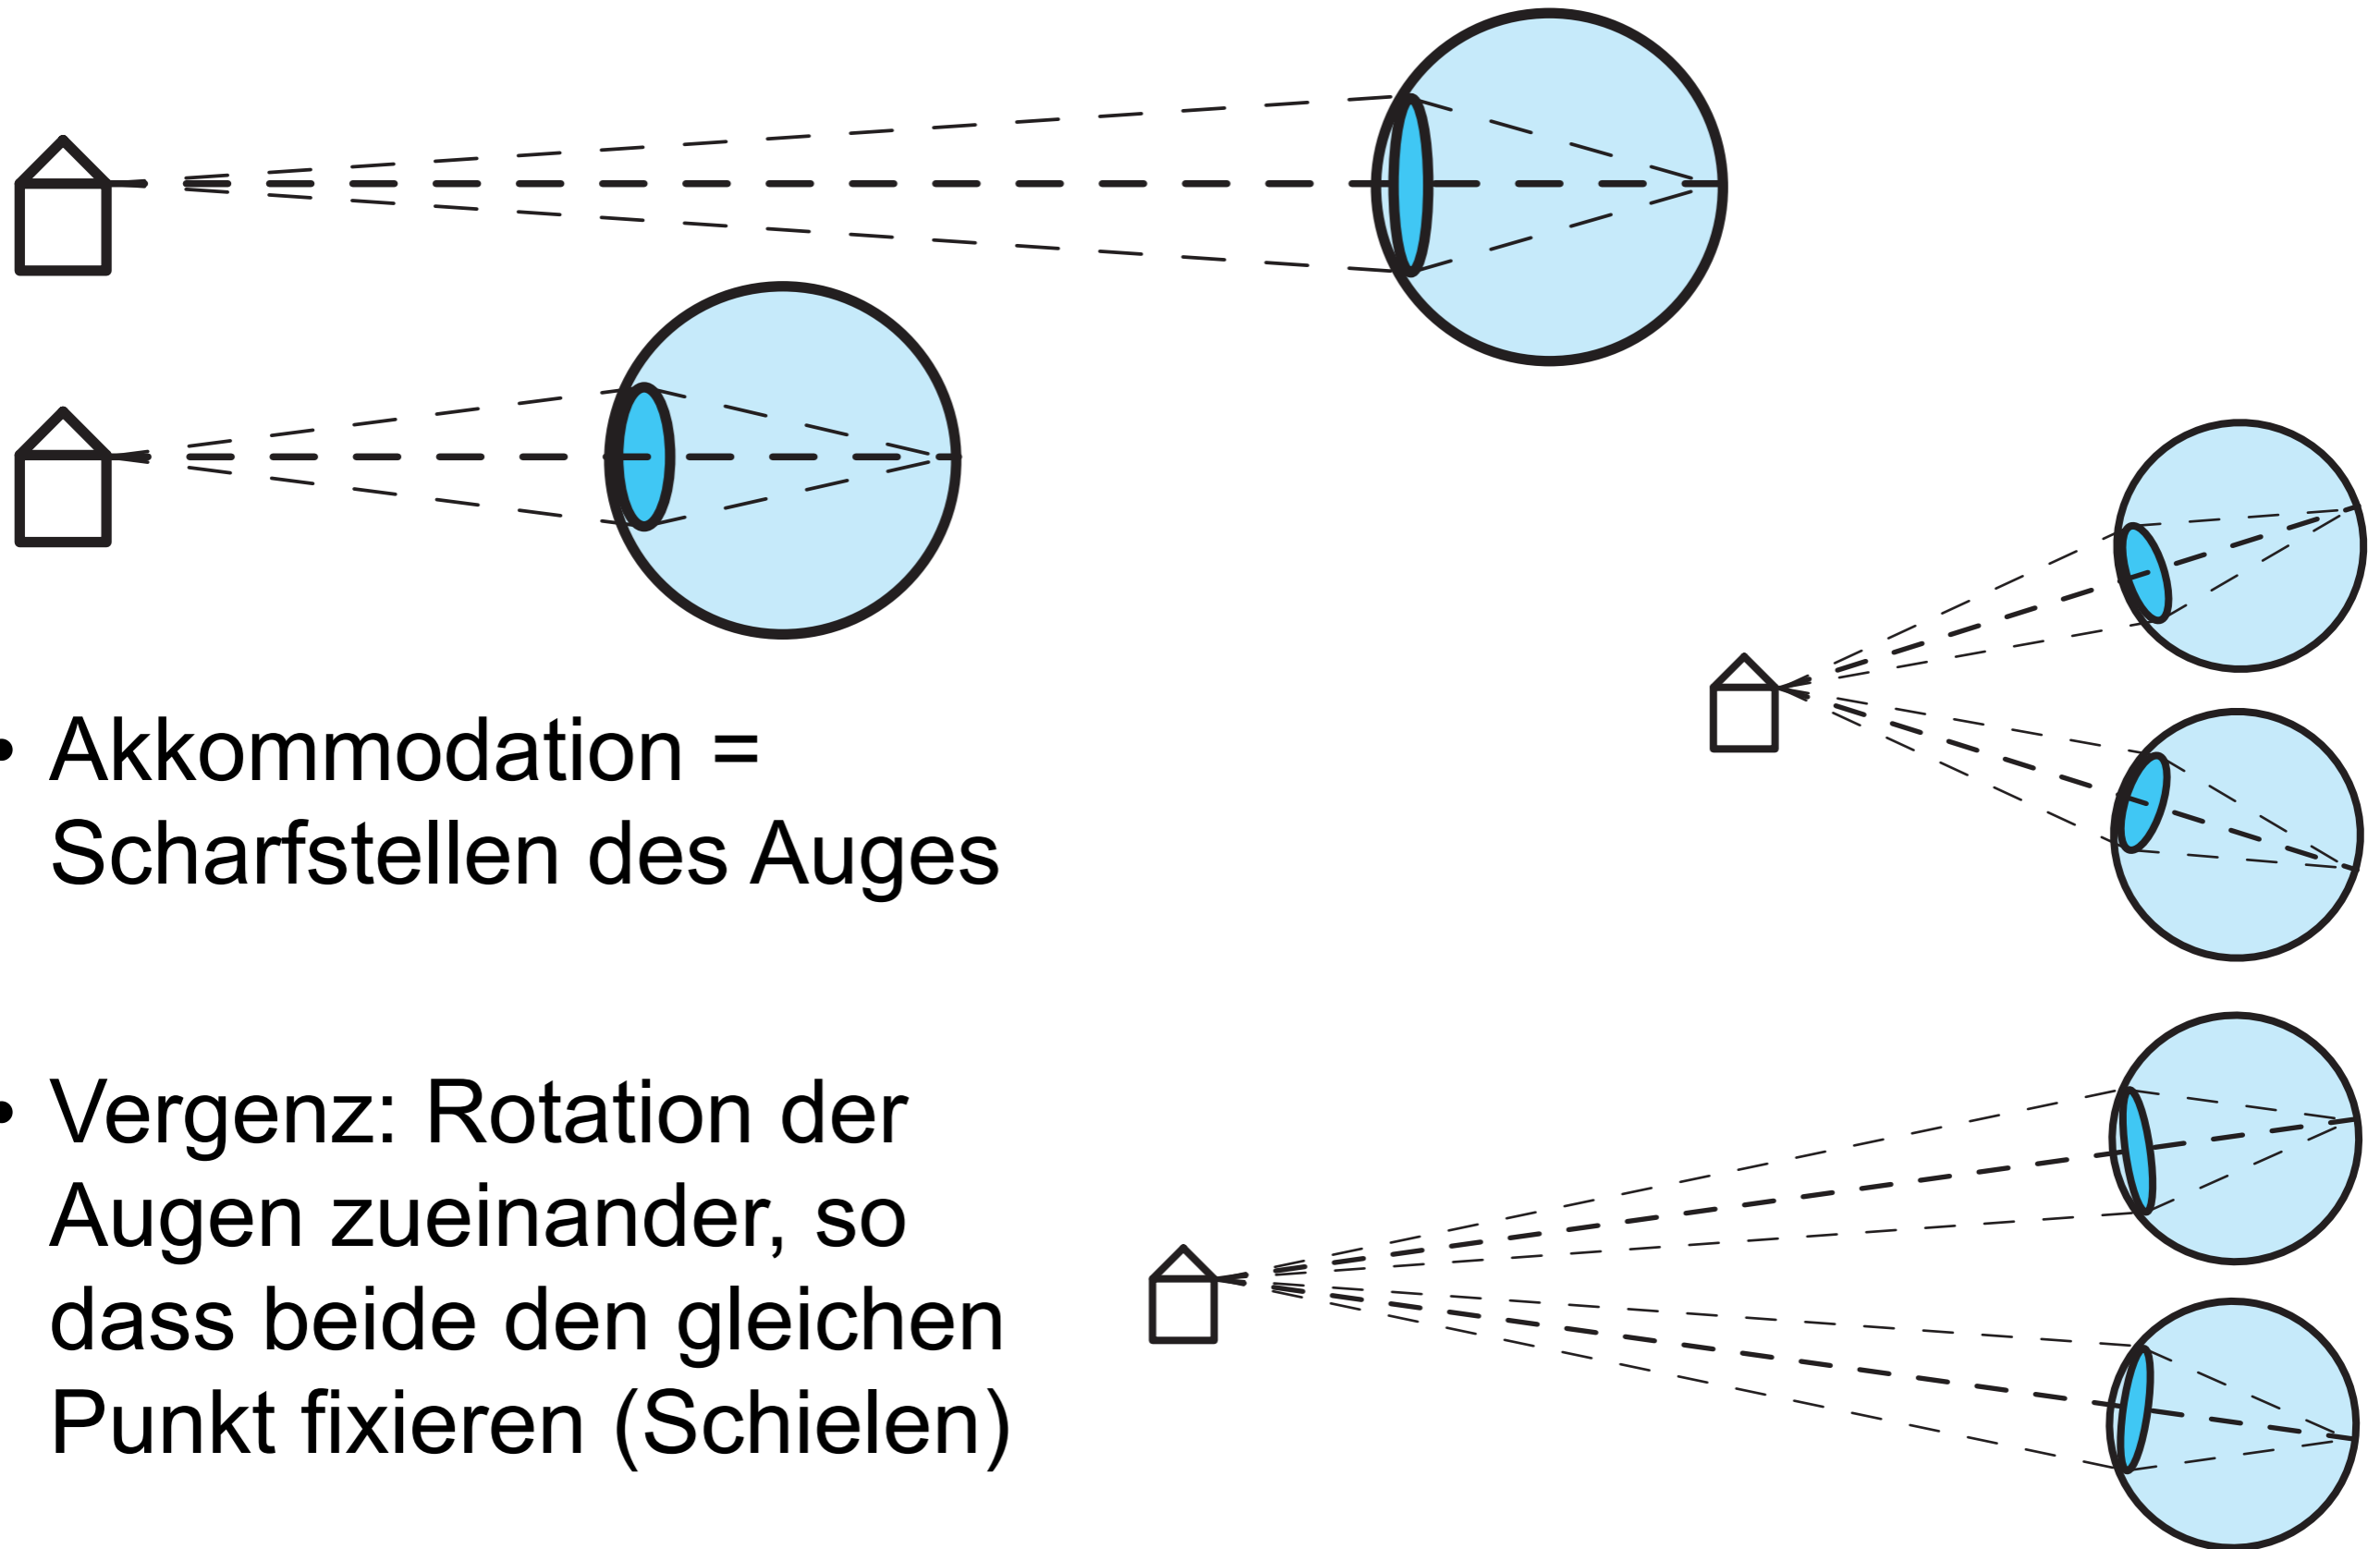 • Akkommodation =
Scharfstellen des Auges
• Vergenz: Rotation der
Augen zueinander, so
dass beide den gleichen
Punkt fixieren (Schielen)